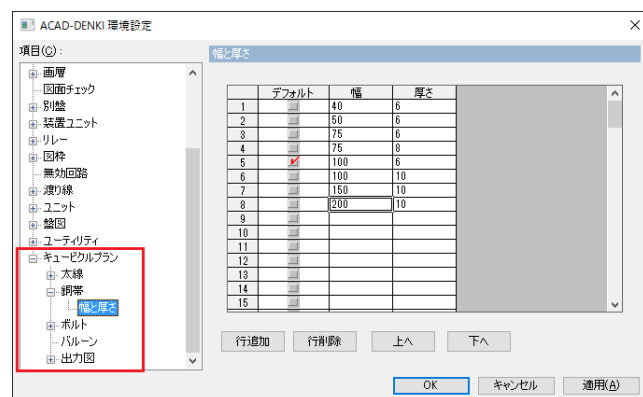 ACAD-DENKI 環境設定
項目(C):
画層
図面チェック
別盤
装置ユニット
リレー
図枠
無効回路
渡り線
ユニット
盤図
ユーティリティ
キュービクルプラン
太線
銅帯
幅と厚さ
ボルト
バルーン
出力図
幅と厚さ
デフォルト 幅 厚さ
1 40 6
2 50 6
3 75 6
4 75 8
5 100 6
6 100 10
7 150 10
8 200 10
9
10
11
12
13
14
15
行追加 行削除 上へ 下へ
OK キャンセル 適用(A)